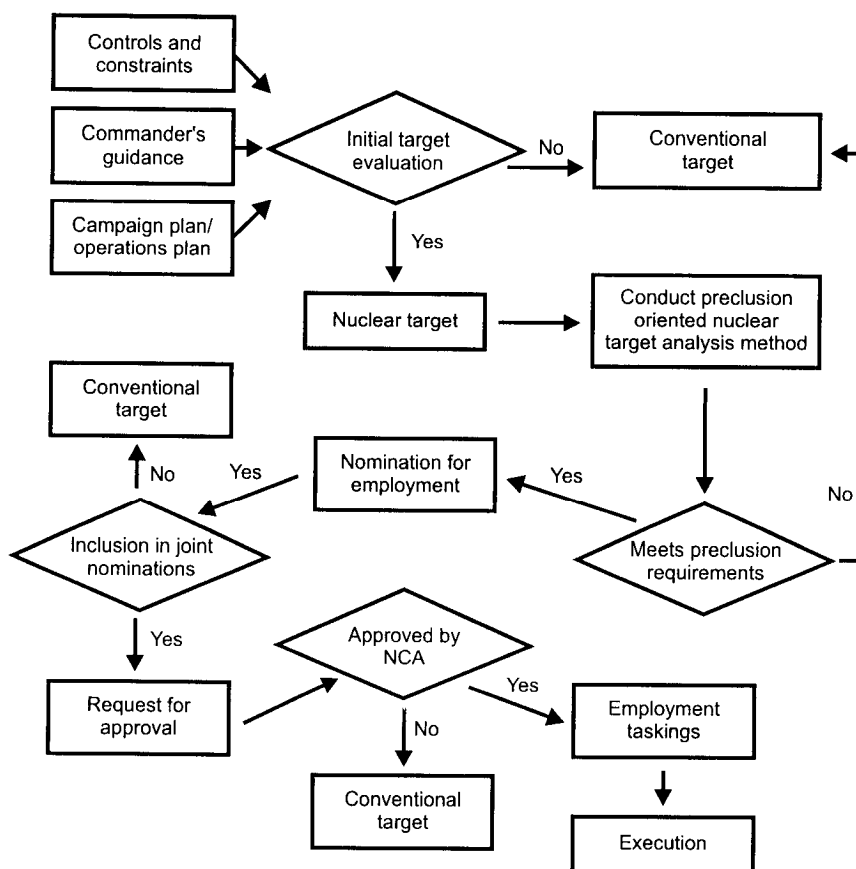 Controls and
constraints
Commander's
guidance
Campaign plan/
operations plan
Initial target
evaluation
No
Conventional
target
Yes
Nuclear target
Conduct preclusion
oriented nuclear
target analysis method
Conventional
target
No
Yes
Nomination for
employment
Yes
No
Inclusion in joint
nominations
Meets preclusion
requirements
Yes
Approved by
NCA
Yes
Request for
approval
No
Employment
taskings
Conventional
target
Execution